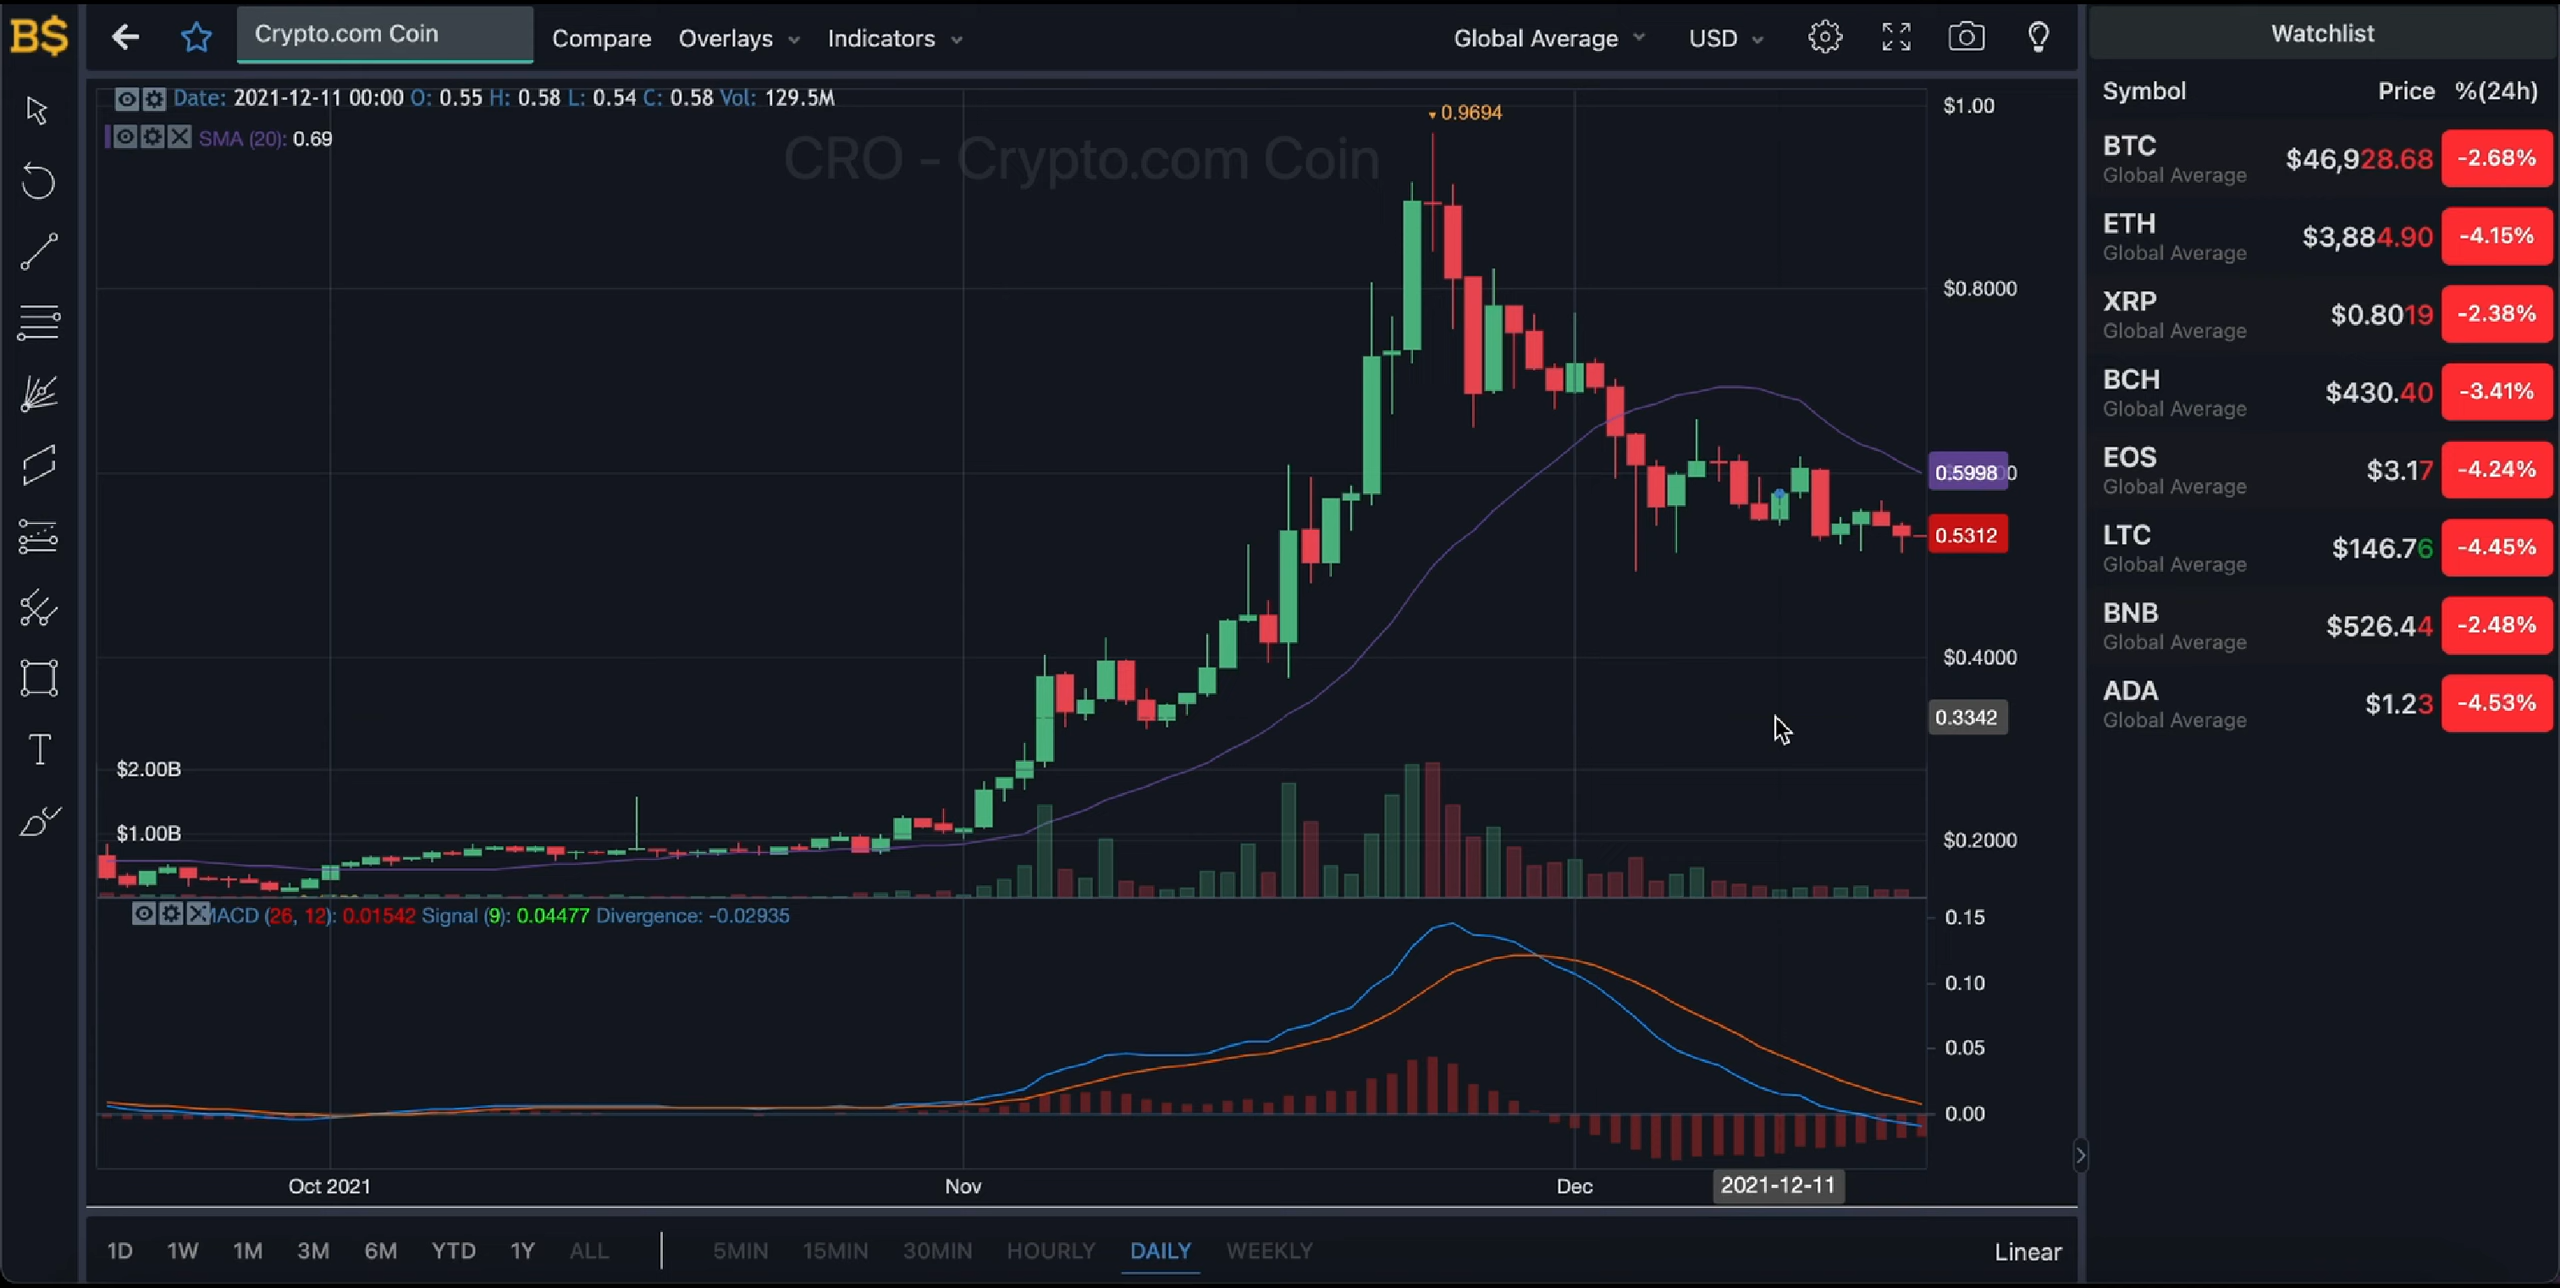 B$
Crypto.com Coin
Compare
Overlays
Indicators
Global Average
USD
Date: 2021-12-11 00:00 O: 0.55 H: 0.58 L: 0.54 C: 0.58 Vol: 129.5M
SMA (20): 0.69
CRO - Crypto.com Coin
0.9694
$1.00
$0.8000
0.5998
0.5312
$0.4000
0.3342
$0.2000
$2.00B
$1.00B
MACD (26, 12): 0.01542 Signal (9): 0.04477 Divergence: -0.02935
0.15
0.10
0.05
0.00
Oct 2021
Nov
Dec
2021-12-11
1D 1W 1M 3M 6M YTD 1Y ALL
5MIN 15MIN 30MIN HOURLY DAILY WEEKLY
Linear
Watchlist
Symbol Price %(24h)
BTC $46,928.68 -2.68%
Global Average
ETH $3,884.90 -4.15%
Global Average
XRP $0.8019 -2.38%
Global Average
BCH $430.40 -3.41%
Global Average
EOS $3.17 -4.24%
Global Average
LTC $146.76 -4.45%
Global Average
BNB $526.44 -2.48%
Global Average
ADA $1.23 -4.53%
Global Average